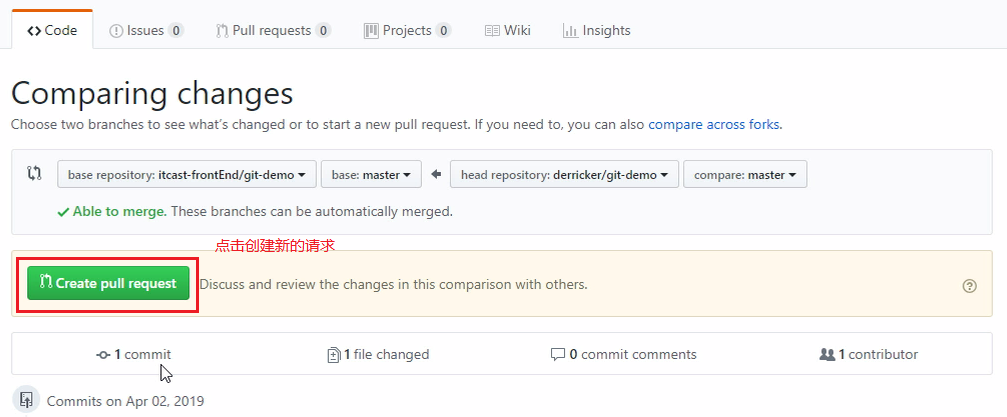 Code Issues 0 Pull requests 0 Projects 0 Wiki Insights
Comparing changes
Choose two branches to see what's changed or to start a new pull request. If you need to, you can also compare across forks.
base repository: itcast-frontEnd/git-demo base: master head repository: derricker/git-demo compare: master
Able to merge. These branches can be automatically merged.
点击创建新的请求
Create pull request Discuss and review the changes in this comparison with others.
1 commit 1 file changed 0 commit comments 1 contributor
Commits on Apr 02, 2019